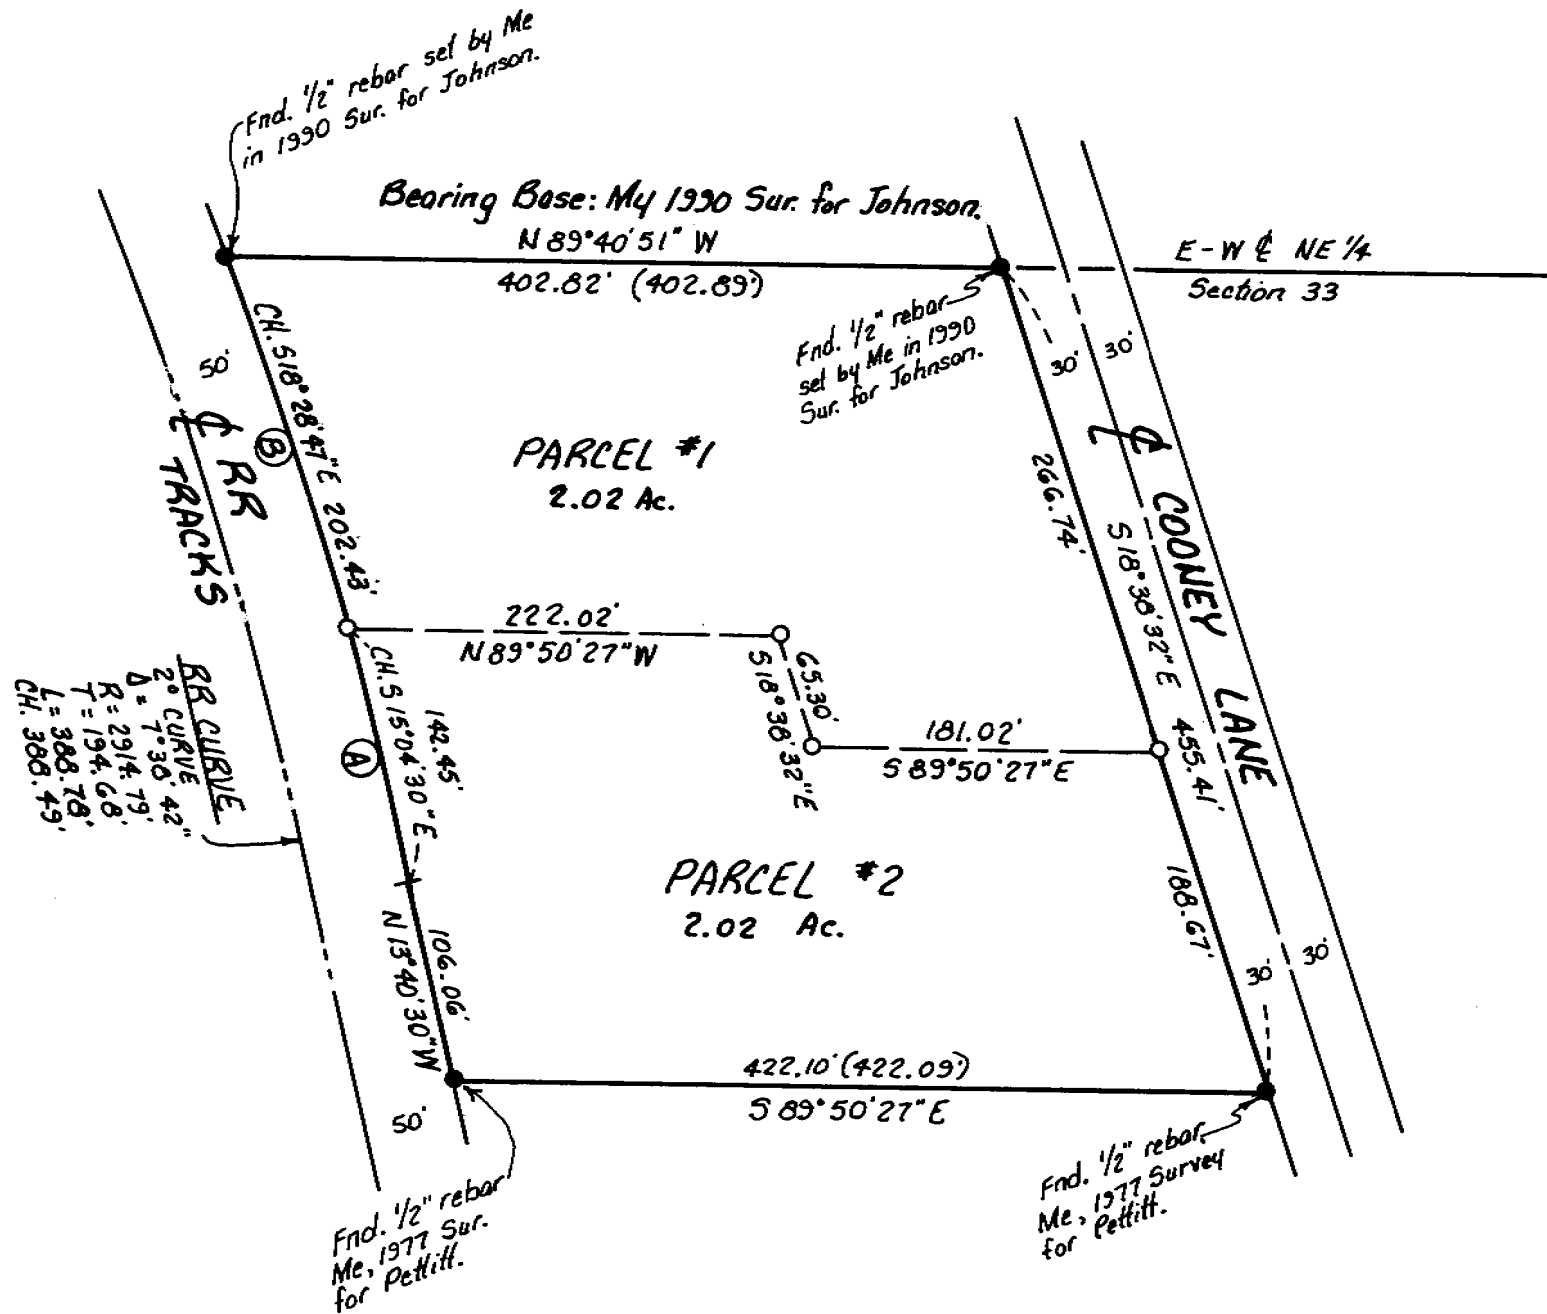 Fnd. 1/2" rebar set by Me
in 1990 Sur. for Johnson.
Bearing Base: My 1990 Sur. for Johnson.
N 89°40'51" W
402.82' (402.89')
E-W ℄ NE 1/4
Section 33
Fnd. 1/2" rebar
set by Me in 1990
Sur. for Johnson.
30'
30'
50'
℄ RR
TRACKS
CH. S18°28'47"E 202.43'
B
PARCEL #1
2.02 Ac.
266.74'
S 18°38'32" E 455.41'
℄ COONEY LANE
222.02'
N 89°50'27" W
65.30'
S 18°38'32" E
181.02'
S 89°50'27" E
142.45'
CH. S 15°04'30" E
A
RR CURVE
2° CURVE
Δ = 7°38'42"
R = 2914.79'
T = 194.68'
L = 388.78'
CH. 388.49'
PARCEL #2
2.02 Ac.
188.67'
106.06'
N 13°40'30" W
30'
30'
422.10' (422.09')
S 89°50'27" E
50'
Fnd. 1/2" rebar
Me, 1977 Sur.
for Pettitt.
Fnd. 1/2" rebar,
Me, 1977 Survey
for Pettitt.